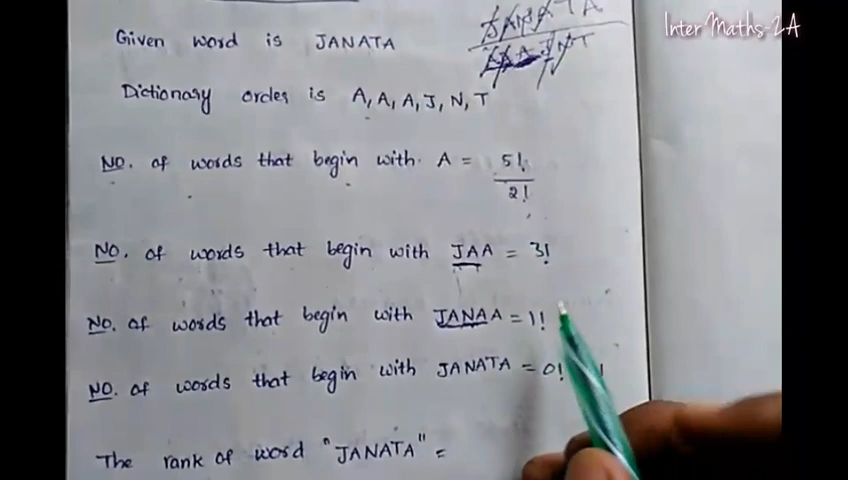 Inter Maths-2A
Given word is JANATA
Dictionary order is A, A, A, J, N, T
NO. of words that begin with A = 5!/2!
NO. of words that begin with JAA = 3!
NO. of words that begin with JANAA = 1!
NO. of words that begin with JANATA = 0!
The rank of word "JANATA" =